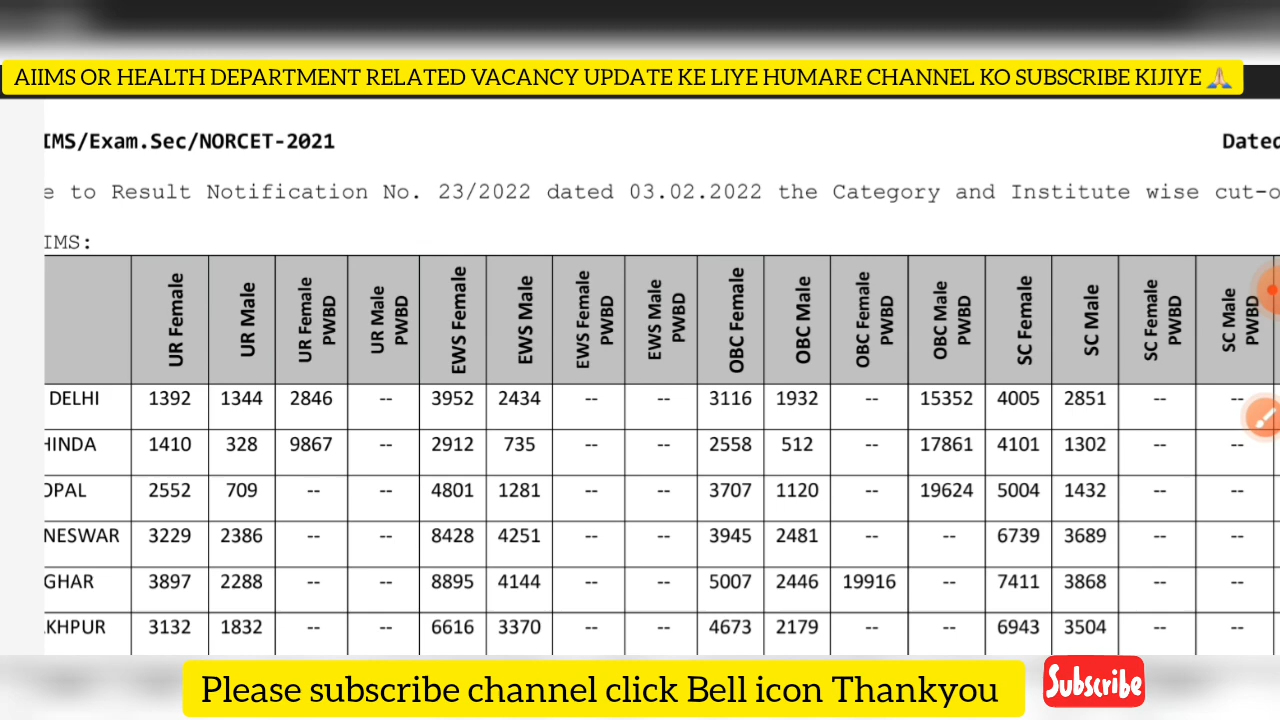 AIIMS OR HEALTH DEPARTMENT RELATED VACANCY UPDATE KE LIYE HUMARE CHANNEL KO SUBSCRIBE KIJIYE 🙏
IMS/Exam.Sec/NORCET-2021 Dated
e to Result Notification No. 23/2022 dated 03.02.2022 the Category and Institute wise cut-o
IMS:
UR Female UR Male UR Female PWBD UR Male PWBD EWS Female EWS Male EWS Female PWBD EWS Male PWBD OBC Female OBC Male OBC Female PWBD OBC Male PWBD SC Female SC Male SC Female PWBD SC Male PWBD
DELHI 1392 1344 2846 -- 3952 2434 -- -- 3116 1932 -- 15352 4005 2851 -- --
HINDA 1410 328 9867 -- 2912 735 -- -- 2558 512 -- 17861 4101 1302 -- --
OPAL 2552 709 -- -- 4801 1281 -- -- 3707 1120 -- 19624 5004 1432 -- --
NESWAR 3229 2386 -- -- 8428 4251 -- -- 3945 2481 -- -- 6739 3689 -- --
GHAR 3897 2288 -- -- 8895 4144 -- -- 5007 2446 19916 -- 7411 3868 -- --
KHPUR 3132 1832 -- -- 6616 3370 -- -- 4673 2179 -- -- 6943 3504 -- --
Please subscribe channel click Bell icon Thankyou
Subscribe